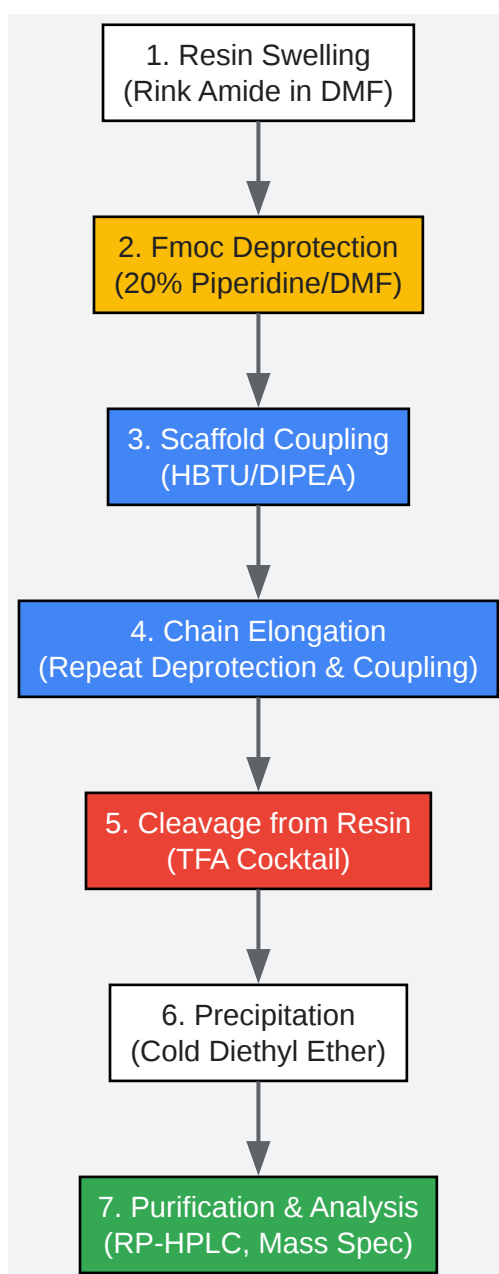 1. Resin Swelling
(Rink Amide in DMF)
2. Fmoc Deprotection
(20% Piperidine/DMF)
3. Scaffold Coupling
(HBTU/DIPEA)
4. Chain Elongation
(Repeat Deprotection & Coupling)
5. Cleavage from Resin
(TFA Cocktail)
6. Precipitation
(Cold Diethyl Ether)
7. Purification & Analysis
(RP-HPLC, Mass Spec)